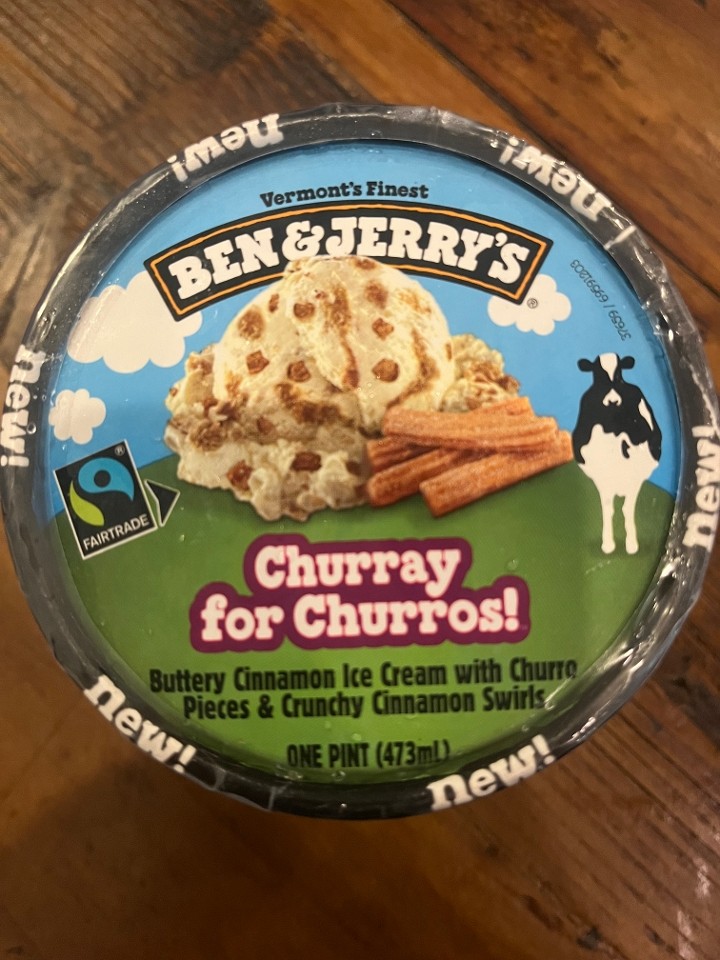 new!
new!
new!
Vermont's Finest
BEN & JERRY'S
®
new!
®
FAIRTRADE
new!
Churray
for Churros!
Buttery Cinnamon Ice Cream with Churro
Pieces & Crunchy Cinnamon Swirls
ONE PINT (473mL)
new!
new!